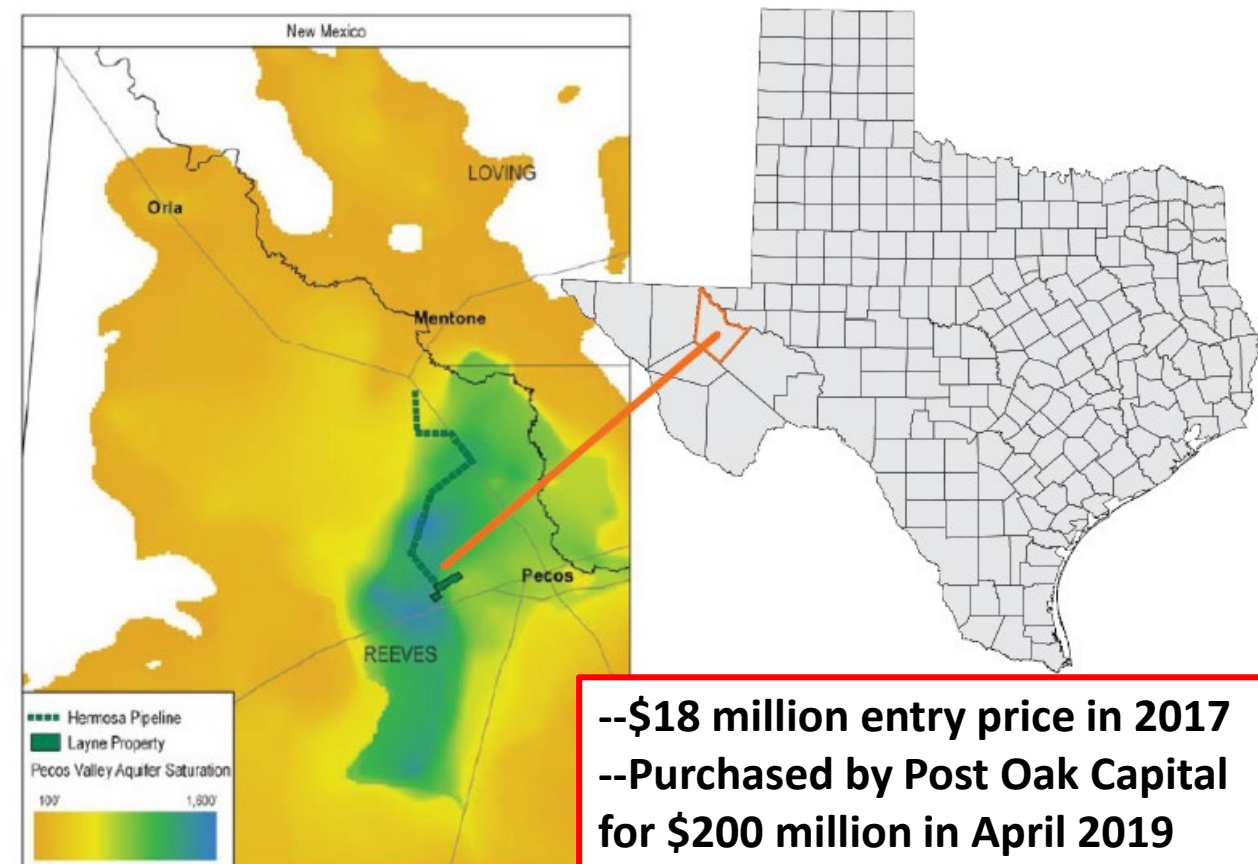 New Mexico
LOVING
Orla
Mentone
Pecos
REEVES
Hermosa Pipeline
Layne Property
Pecos Valley Aquifer Saturation
100'
1,600'
--$18 million entry price in 2017
--Purchased by Post Oak Capital
for $200 million in April 2019